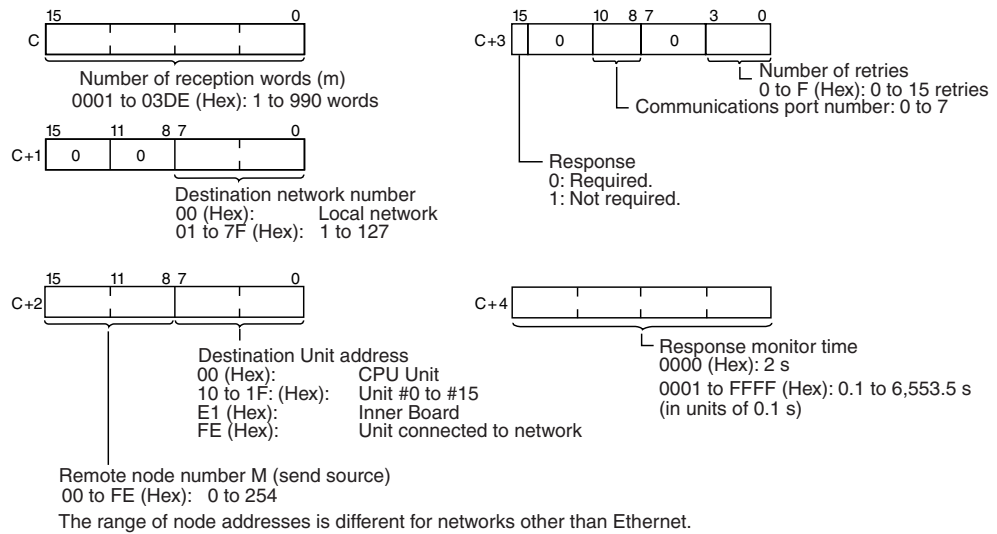 15 0
C
Number of reception words (m)
0001 to 03DE (Hex): 1 to 990 words
15 11 8 7 0
C+1 0 0
Destination network number
00 (Hex): Local network
01 to 7F (Hex): 1 to 127
15 11 8 7 0
C+2
Destination Unit address
00 (Hex): CPU Unit
10 to 1F: (Hex): Unit #0 to #15
E1 (Hex): Inner Board
FE (Hex): Unit connected to network
Remote node number M (send source)
00 to FE (Hex): 0 to 254
The range of node addresses is different for networks other than Ethernet.
15 10 8 7 3 0
C+3 0 0
Number of retries
0 to F (Hex): 0 to 15 retries
Communications port number: 0 to 7
Response
0: Required.
1: Not required.
C+4
Response monitor time
0000 (Hex): 2 s
0001 to FFFF (Hex): 0.1 to 6,553.5 s
(in units of 0.1 s)